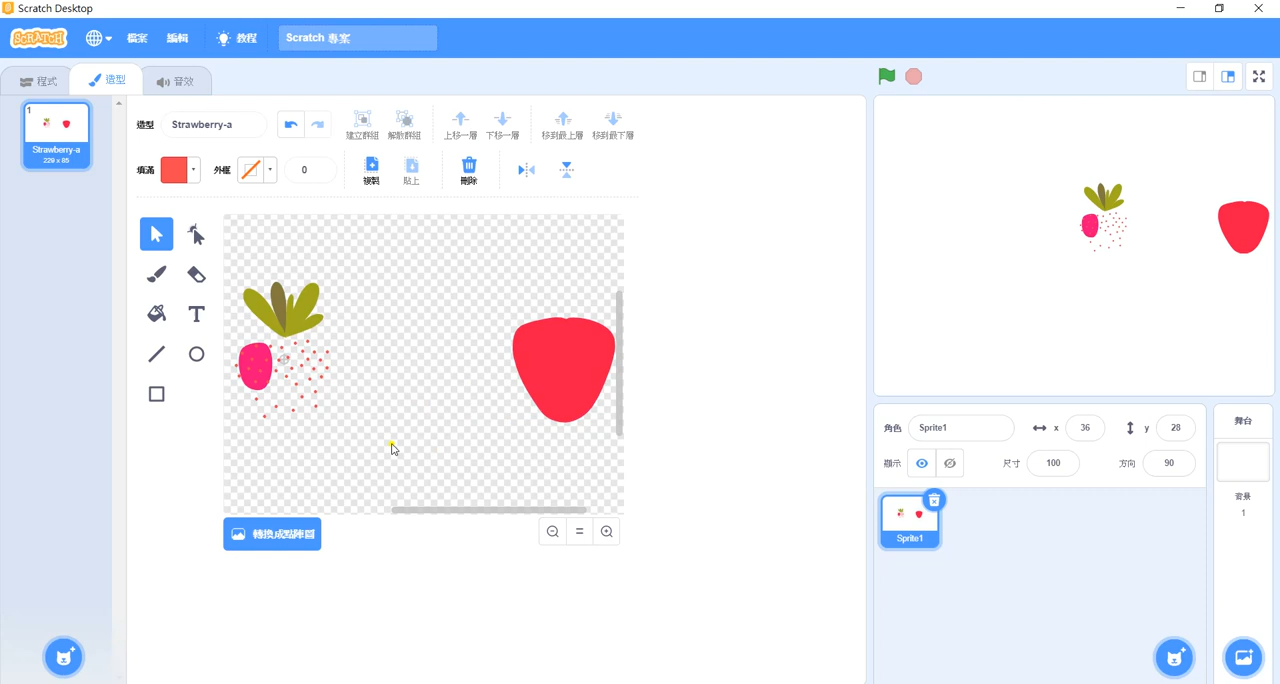 Scratch Desktop
SCRATCH 檔案 編輯 教程 Scratch 專案
程式 造型 音效
1
Strawberry-a
229 x 85
造型 Strawberry-a 建立群組 解散群組 上移一層 下移一層 移到最上層 移到最下層
填滿 外框 0 複製 貼上 刪除
T
轉換成點陣圖
角色 Sprite1 x 36 y 28
顯示 尺寸 100 方向 90
Sprite1
舞台
背景
1